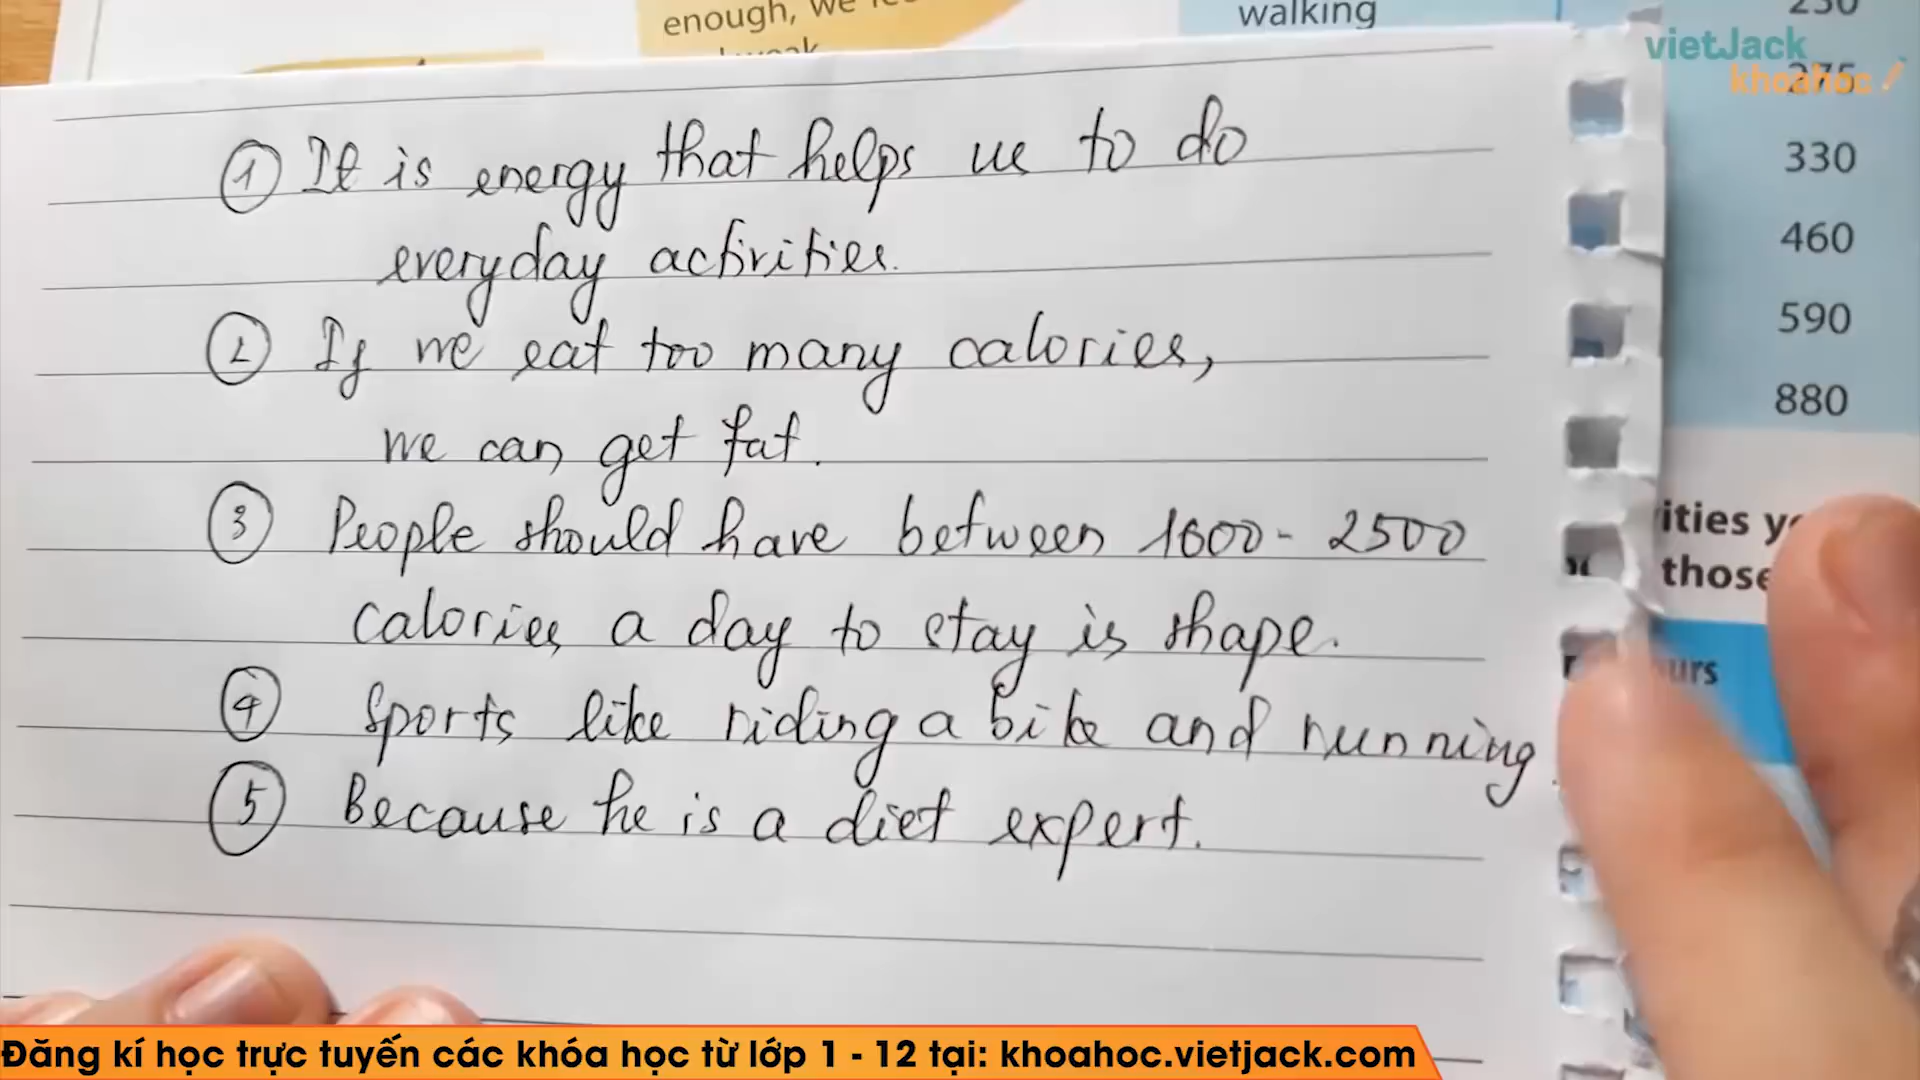 enough, we
walking
250
vietJack
275
khoahoc
① It is energy that helps us to do
330
everyday activities.
460
② If we eat too many calories,
590
we can get fat.
880
③ People should have between 1600 - 2500
ities
those
calories a day to stay is shape.
urs
④ Sports like riding a bike and running.
⑤ Because he is a diet expert.
Đăng kí học trực tuyến các khóa học từ lớp 1 - 12 tại: khoahoc.vietjack.com